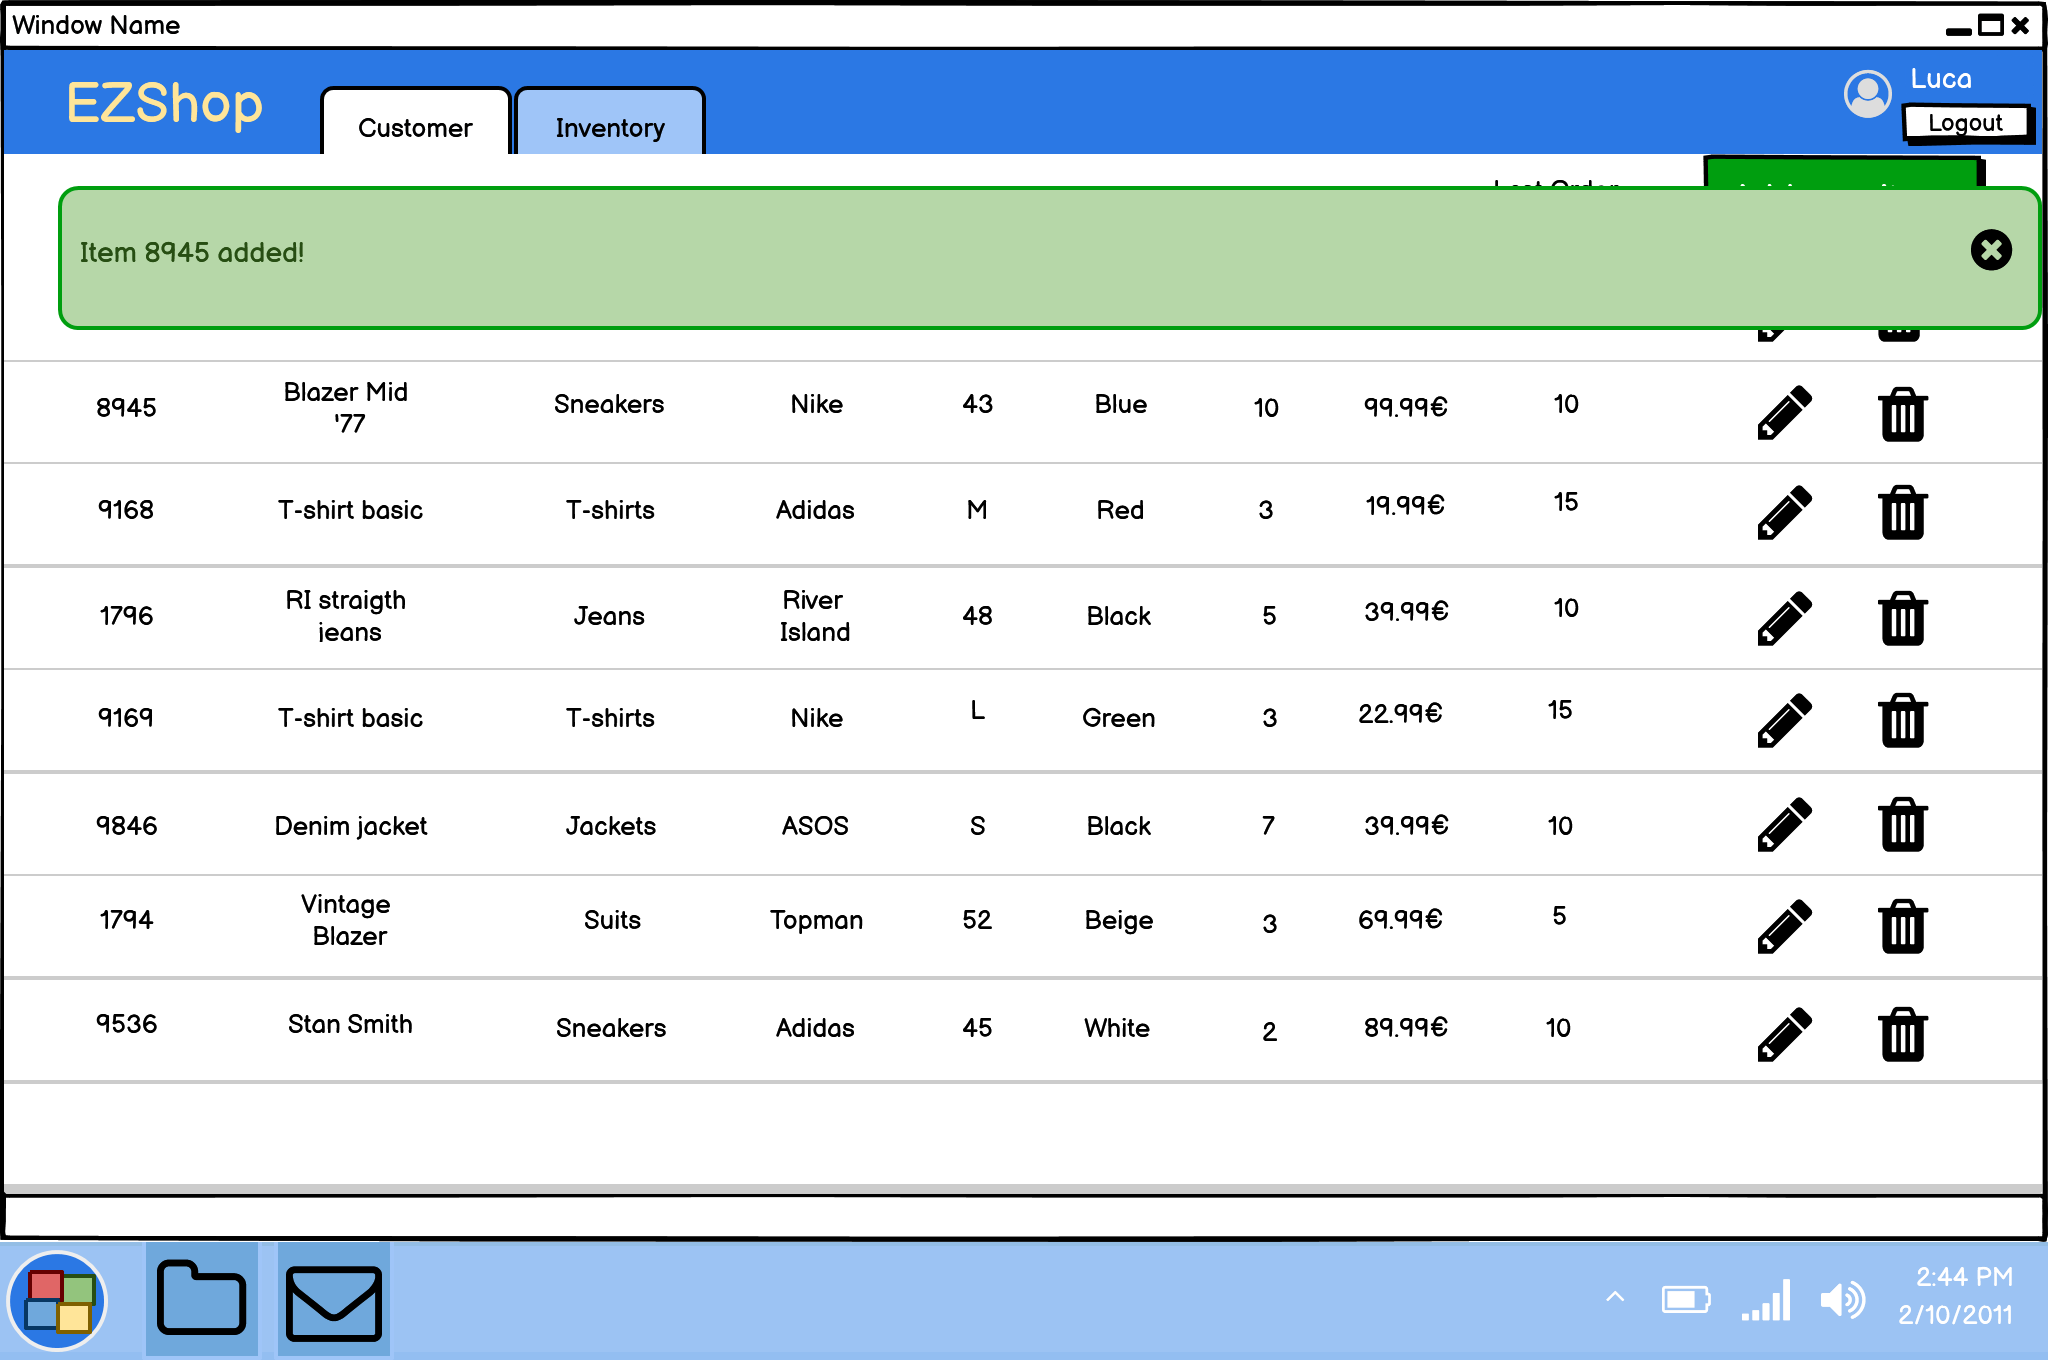 Window Name
EZShop
Customer
Inventory
Luca
Logout
Last Order
Item 8945 added!
8945 Blazer Mid '77 Sneakers Nike 43 Blue 10 99.99€ 10
9168 T-shirt basic T-shirts Adidas M Red 3 19.99€ 15
1796 RI straigth jeans Jeans River Island 48 Black 5 39.99€ 10
9169 T-shirt basic T-shirts Nike L Green 3 22.99€ 15
9846 Denim jacket Jackets ASOS S Black 7 39.99€ 10
1794 Vintage Blazer Suits Topman 52 Beige 3 69.99€ 5
9536 Stan Smith Sneakers Adidas 45 White 2 89.99€ 10
2:44 PM
2/10/2011